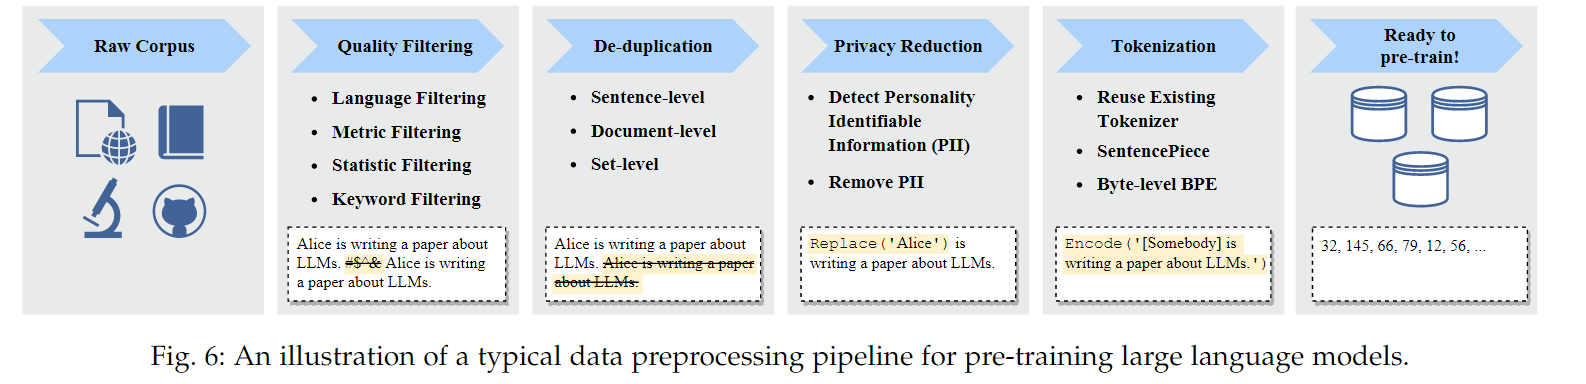 Raw Corpus
Quality Filtering
Language Filtering
Metric Filtering
Statistic Filtering
Keyword Filtering
Alice is writing a paper about
LLMs. #$^& Alice is writing
a paper about LLMs.
De-duplication
Sentence-level
Document-level
Set-level
Alice is writing a paper about
LLMs. Alice is writing a paper
about LLMs.
Privacy Reduction
Detect Personality
Identifiable
Information (PII)
Remove PII
Replace('Alice') is
writing a paper about LLMs.
Tokenization
Reuse Existing
Tokenizer
SentencePiece
Byte-level BPE
Encode('[Somebody] is
writing a paper about LLMs.')
Ready to
pre-train!
32, 145, 66, 79, 12, 56, ...
Fig. 6: An illustration of a typical data preprocessing pipeline for pre-training large language models.